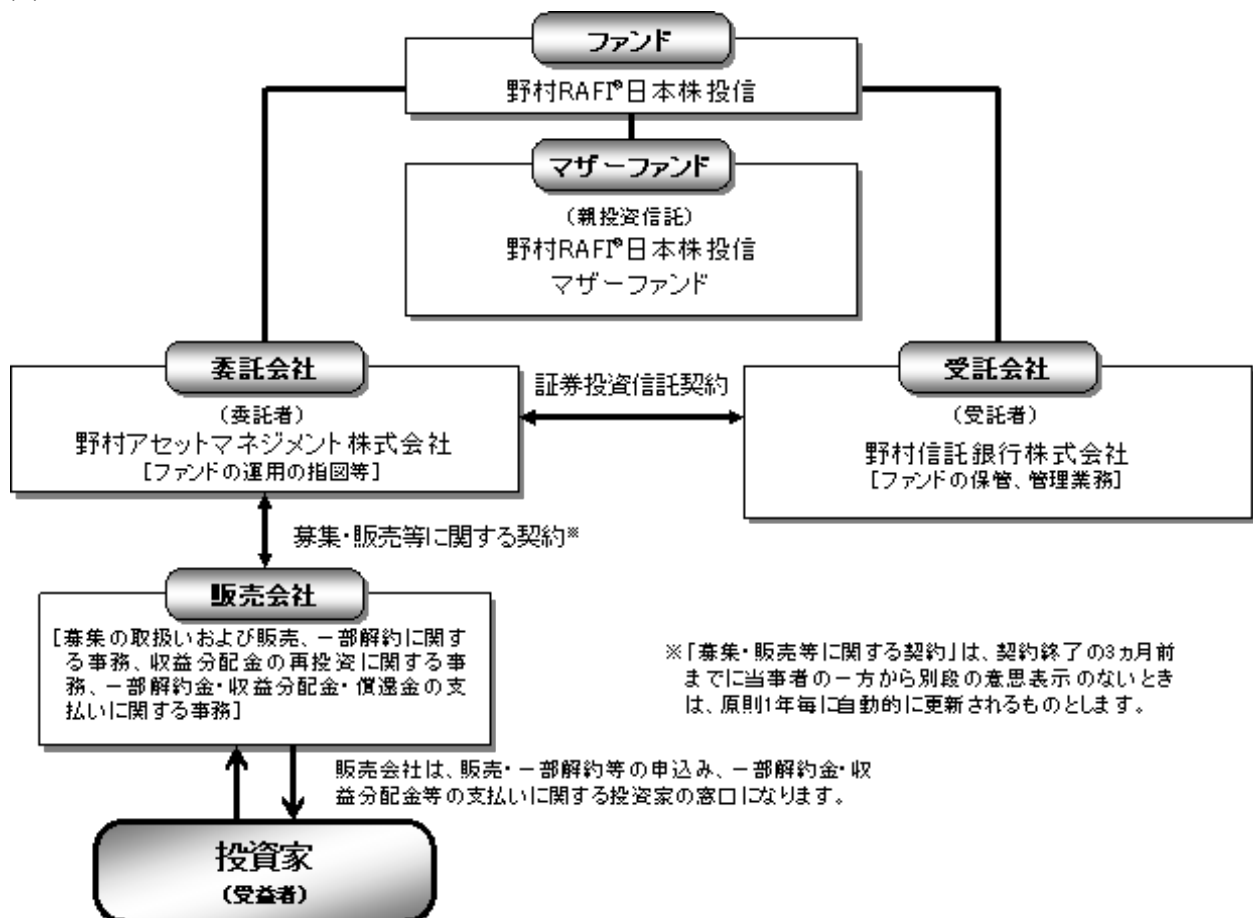 ファンド
野村RAFI®日本株投信
マザーファンド
（親投資信託）
野村RAFI®日本株投信
マザーファンド
委託会社
（委託者）
野村アセットマネジメント株式会社
［ファンドの運用の指図等］
証券投資信託契約
受託会社
（受託者）
野村信託銀行株式会社
［ファンドの保管、管理業務］
募集・販売等に関する契約※
販売会社
［募集の取扱いおよび販売、一部解約に関す
る事務、収益分配金の再投資に関する事
務、一部解約金・収益分配金・償還金の支
払いに関する事務］
※「募集・販売等に関する契約」は、契約終了の3ヵ月前
までに当事者の一方から別段の意思表示のないとき
は、原則1年毎に自動的に更新されるものとします。
販売会社は、販売・一部解約等の申込み、一部解約金・収
益分配金等の支払いに関する投資家の窓口になります。
投資家
（受益者）